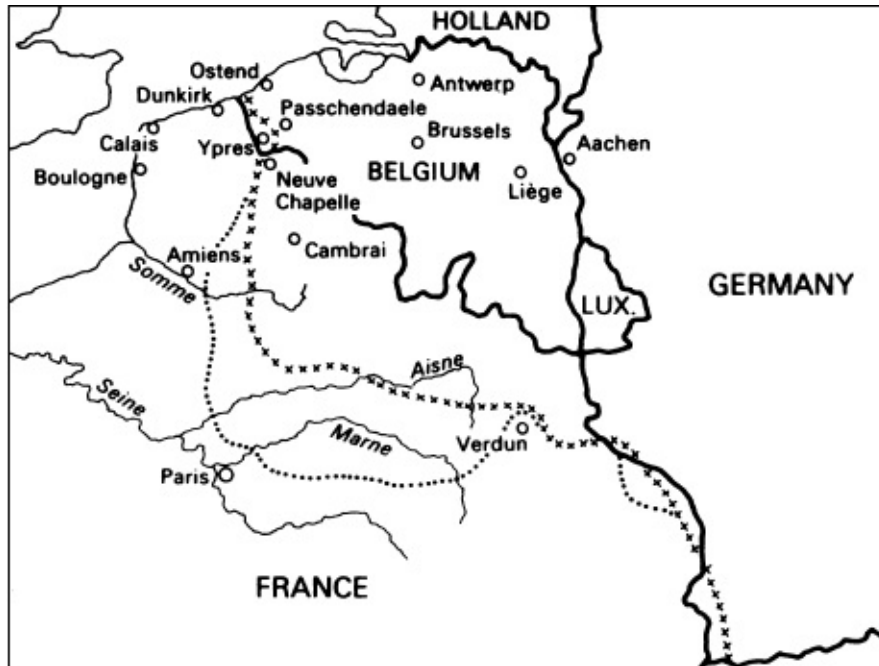 HOLLAND
Ostend
Antwerp
Dunkirk
Passchendaele
Calais
Ypres
Brussels
Aachen
Boulogne
Neuve
Chapelle
BELGIUM
Liège
Cambrai
Amiens
Somme
LUX.
GERMANY
Aisne
Seine
Marne
Verdun
Paris
FRANCE